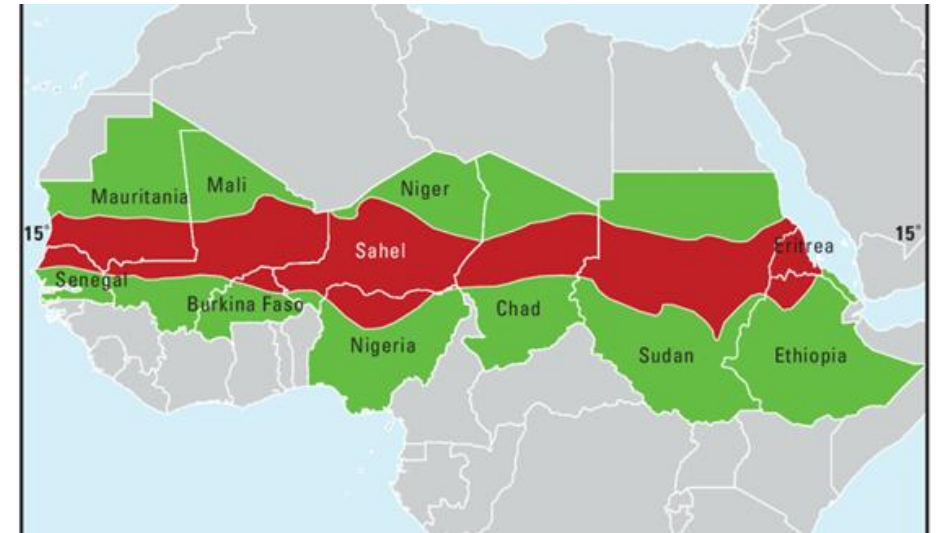 Mauritania
Mali
Niger
15°
Sahel
Eritrea
15°
Senegal
Burkina Faso
Chad
Nigeria
Sudan
Ethiopia